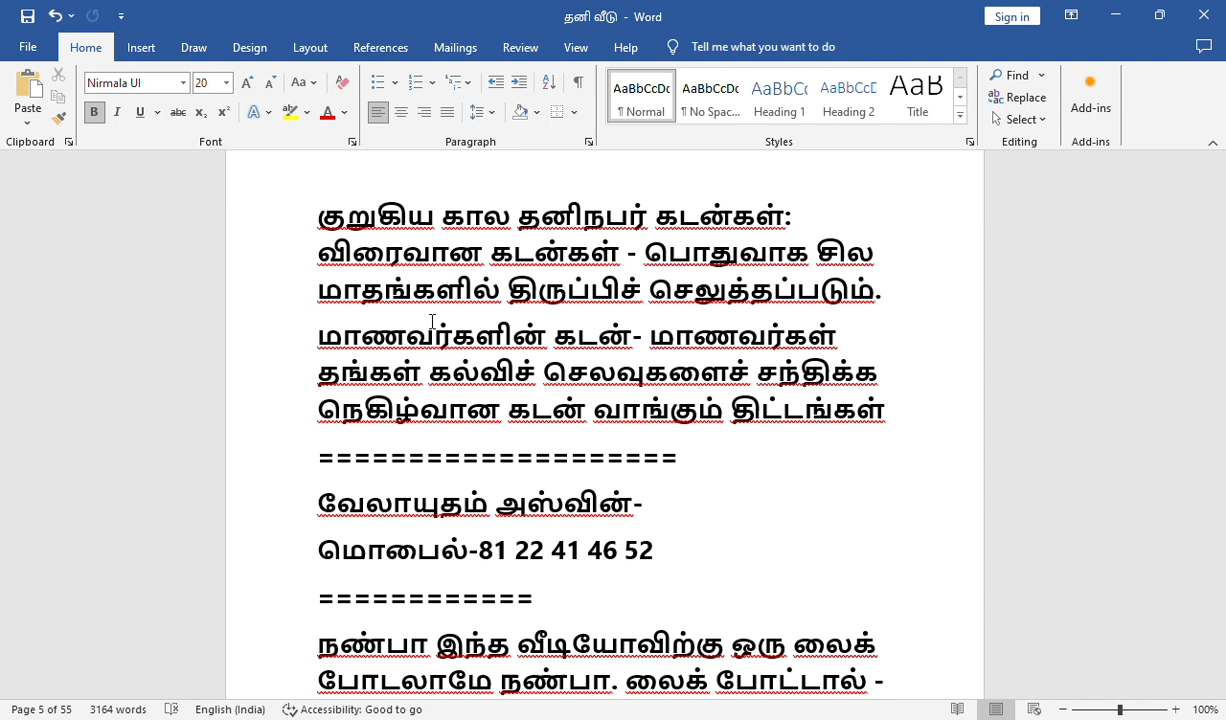 தனி வீடு - Word
Sign in
File Home Insert Draw Design Layout References Mailings Review View Help Tell me what you want to do
Nirmala UI 20
Paste
Find
Replace
Select
Add-ins
AaBbCcDc AaBbCcDc AaBbCc AaBbCcD AaB
¶ Normal ¶ No Spac... Heading 1 Heading 2 Title
Clipboard Font Paragraph Styles Editing Add-ins
குறுகிய கால தனிநபர் கடன்கள்:
விரைவான கடன்கள் - பொதுவாக சில
மாதங்களில் திருப்பிச் செலுத்தப்படும்.
மாணவர்களின் கடன்- மாணவர்கள்
தங்கள் கல்விச் செலவுகளைச் சந்திக்க
நெகிழ்வான கடன் வாங்கும் திட்டங்கள்
=====================
வேலாயுதம் அஸ்வின்-
மொபைல்-81 22 41 46 52
============
நண்பா இந்த வீடியோவிற்கு ஒரு லைக்
போடலாமே நண்பா. லைக் போட்டால் -
Page 5 of 55 3164 words English (India) Accessibility: Good to go 100%